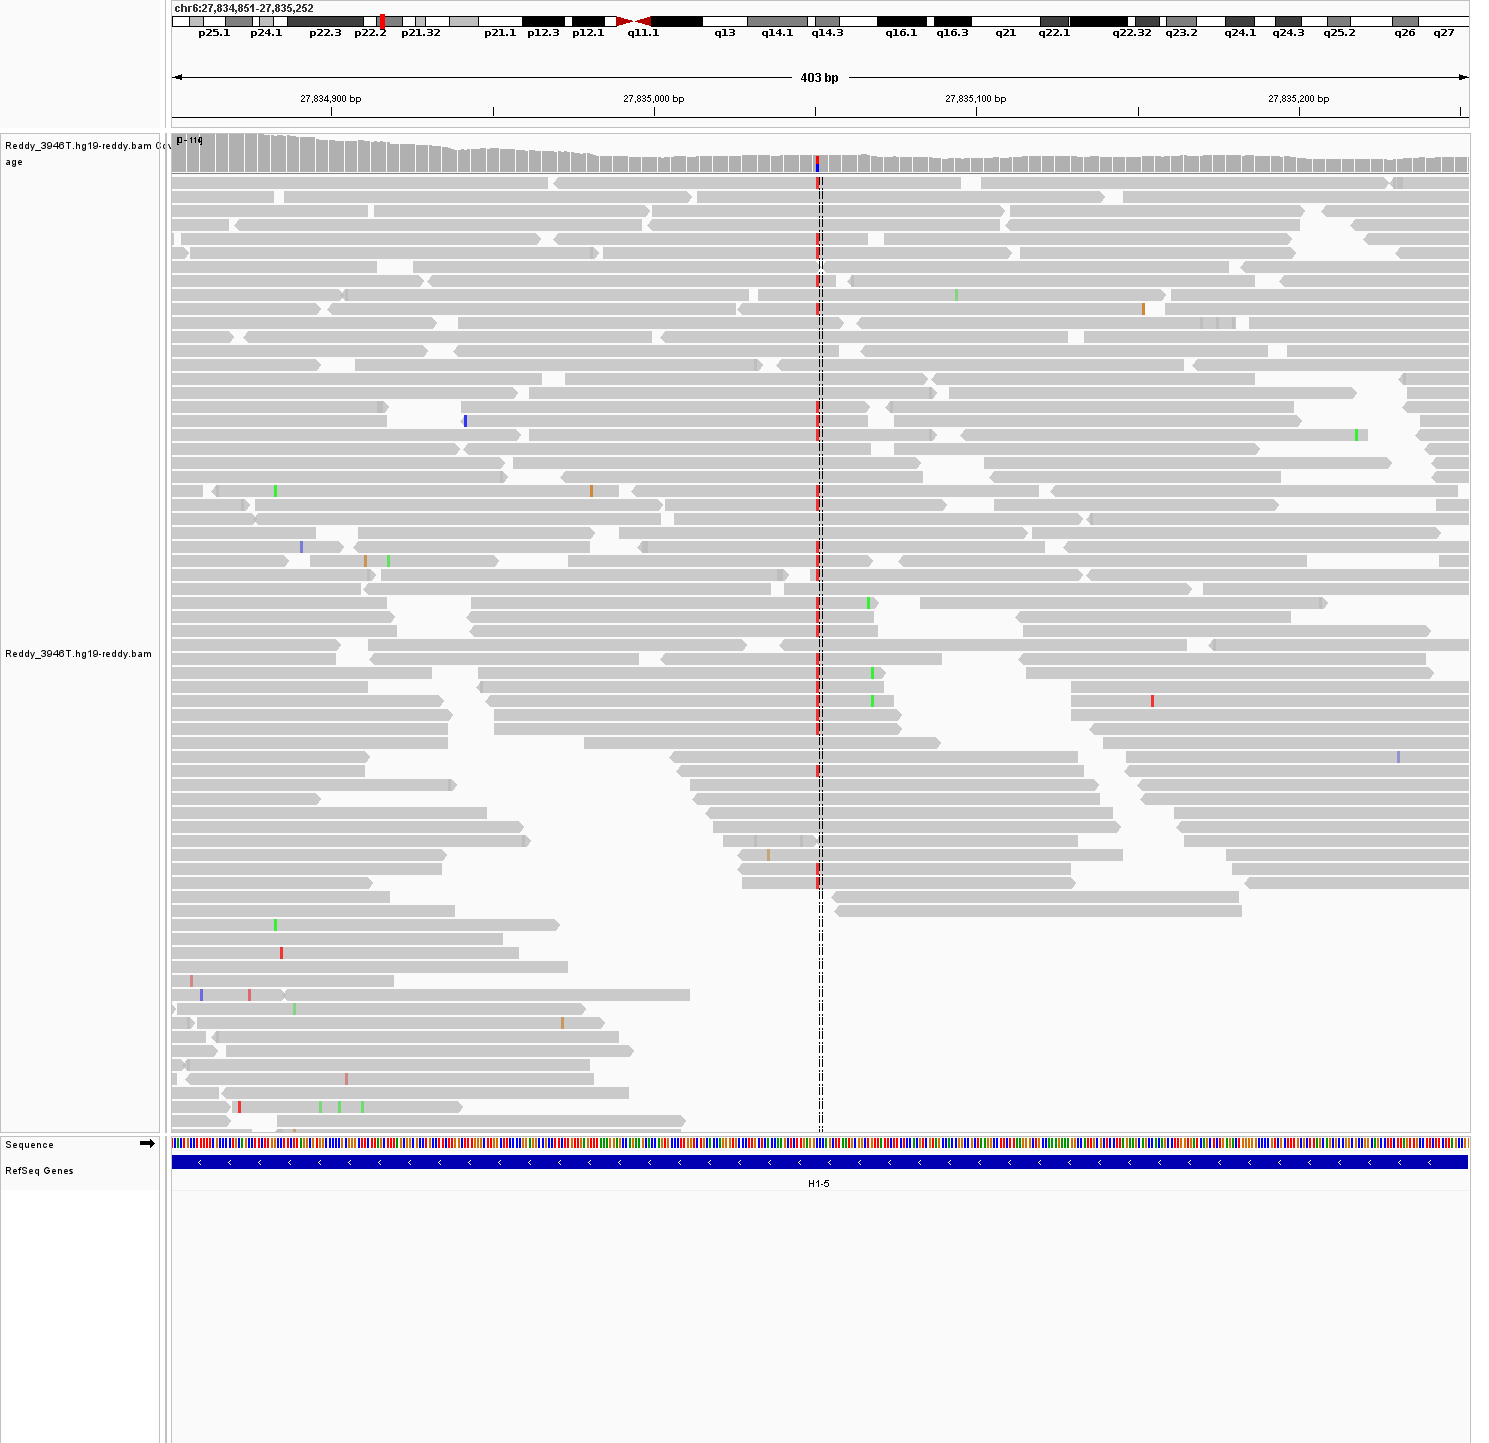 chr6:27,834,851-27,835,252
p25.1 p24.1 p22.3 p22.2 p21.32 p21.1 p12.3 p12.1 q11.1 q13 q14.1 q14.3 q16.1 q16.3 q21 q22.1 q22.32 q23.2 q24.1 q24.3 q25.2 q26 q27
403 bp
27,834,900 bp 27,835,000 bp 27,835,100 bp 27,835,200 bp
Reddy_3946T.hg19-reddy.bam Cov
age
Reddy_3946T.hg19-reddy.bam
Sequence
RefSeq Genes
H1-5